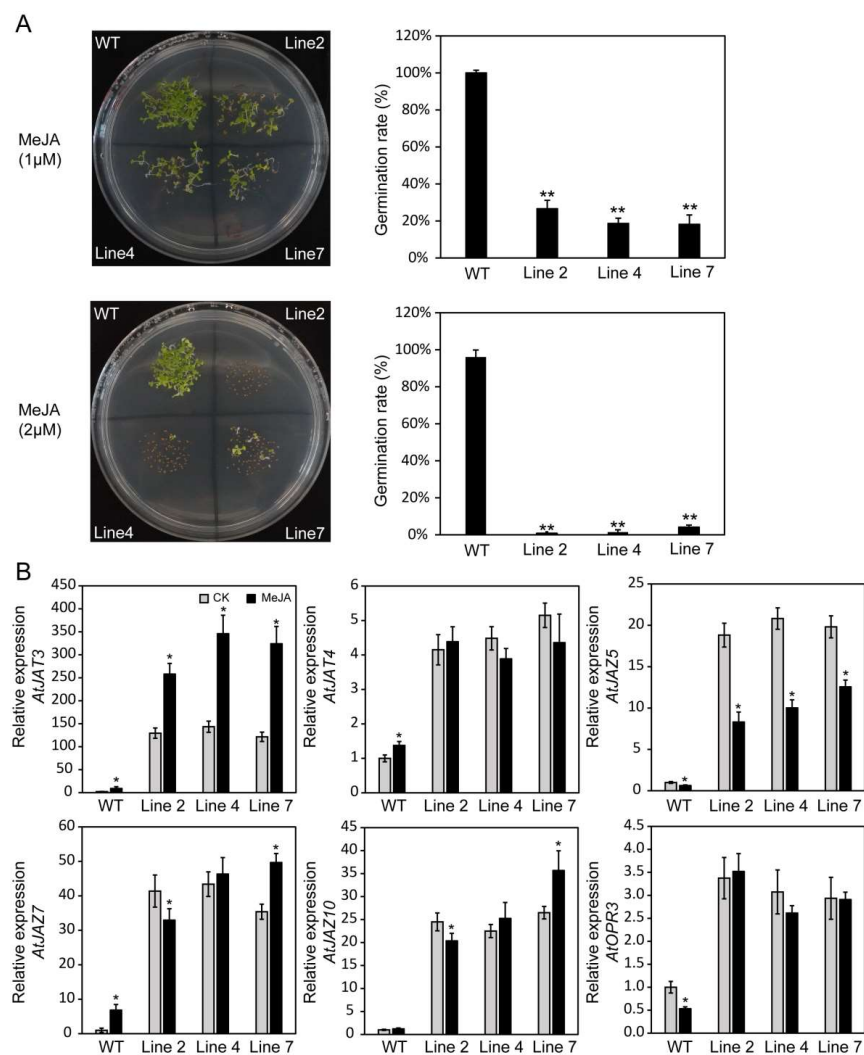 A
WT
Line2
MeJA
(1μM)
Line4
Line7
Germination rate (%)
120%
100%
80%
60%
40%
20%
0%
**
**
**
WT
Line 2
Line 4
Line 7
WT
Line2
MeJA
(2μM)
Line4
Line7
Germination rate (%)
120%
100%
80%
60%
40%
20%
0%
**
**
**
WT
Line 2
Line 4
Line 7
B
Relative expression
AtJAT3
450
400
350
300
250
200
150
100
50
0
CK
MeJA
*
*
*
*
WT
Line 2
Line 4
Line 7
Relative expression
AtJAT4
6
5
4
3
2
1
0
*
WT
Line 2
Line 4
Line 7
Relative expression
AtJAZ5
25
20
15
10
5
0
*
*
*
*
WT
Line 2
Line 4
Line 7
Relative expression
AtJAZ7
60
50
40
30
20
10
0
*
*
*
WT
Line 2
Line 4
Line 7
Relative expression
AtJAZ10
45
40
35
30
25
20
15
10
5
0
*
*
WT
Line 2
Line 4
Line 7
Relative expression
AtOPR3
4.5
4.0
3.5
3.0
2.5
2.0
1.5
1.0
0.5
0.0
*
WT
Line 2
Line 4
Line 7